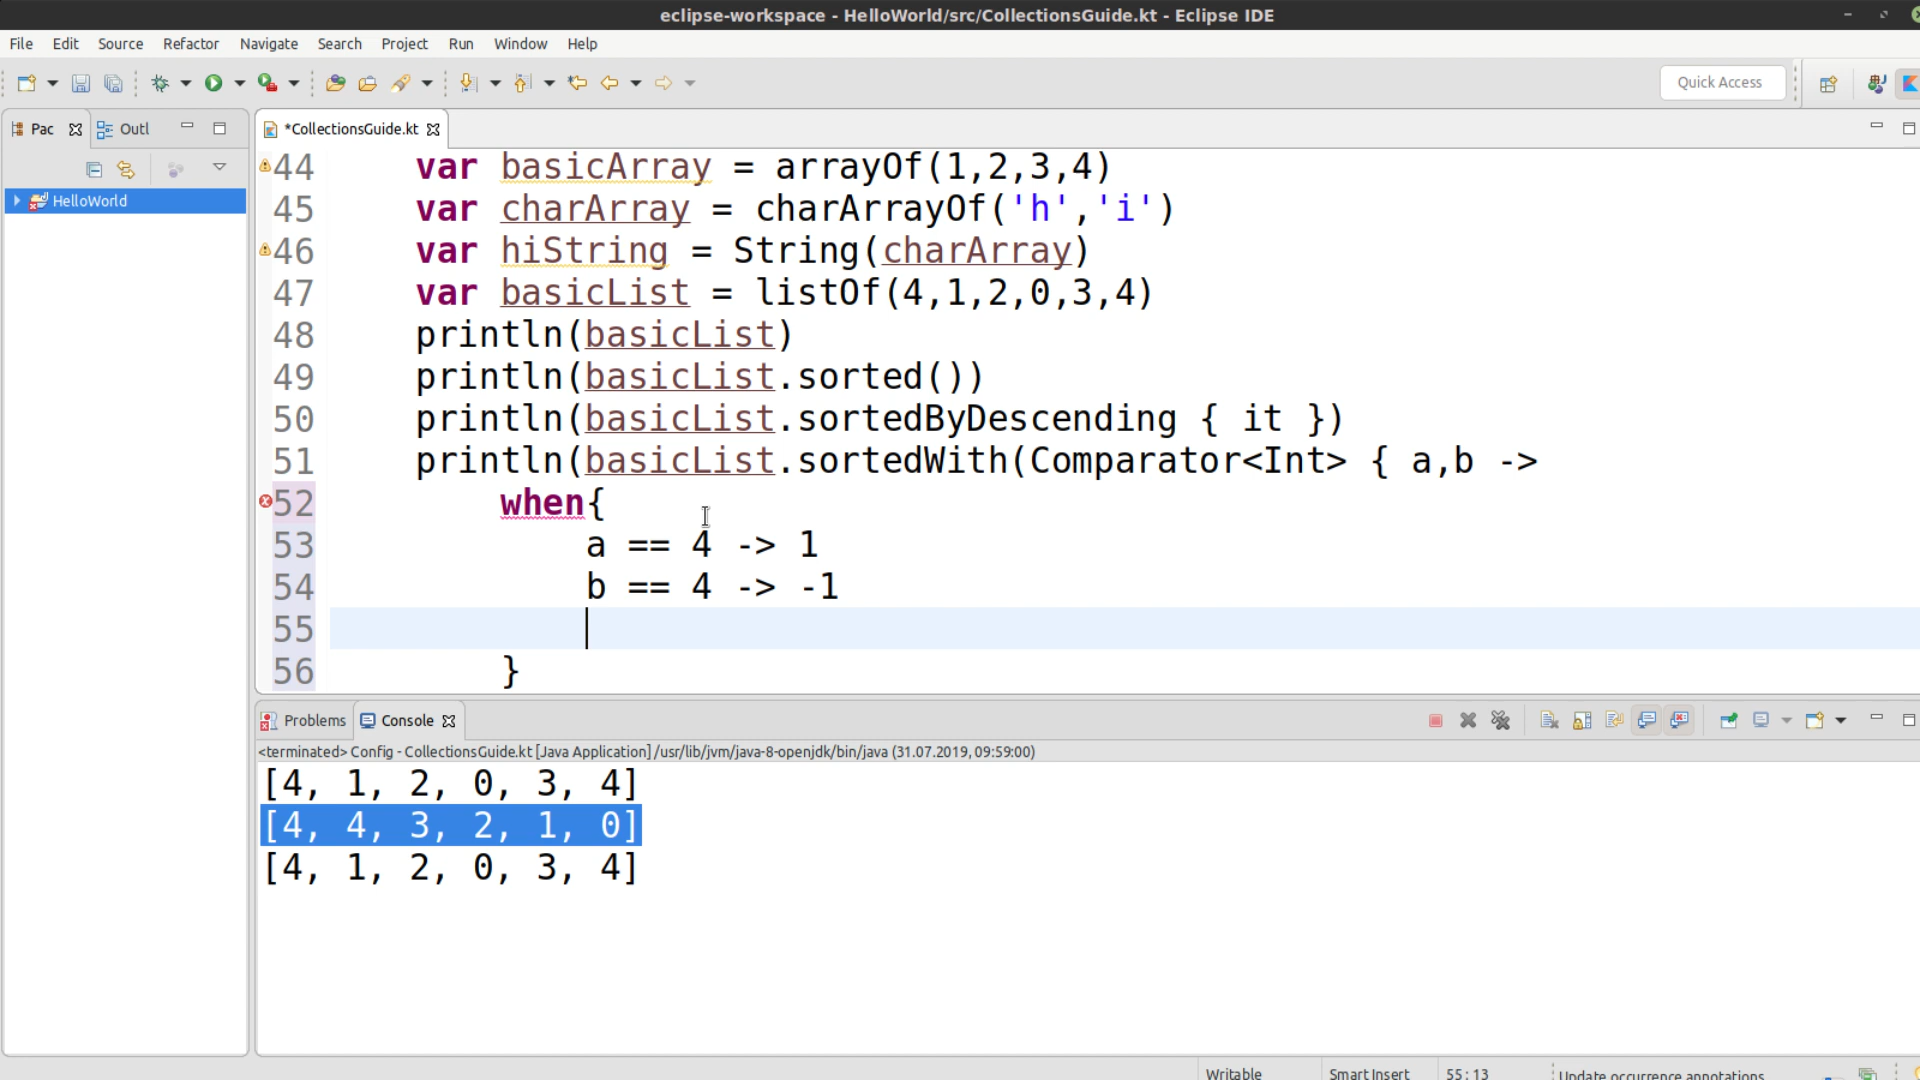 eclipse-workspace - HelloWorld/src/CollectionsGuide.kt - Eclipse IDE
File Edit Source Refactor Navigate Search Project Run Window Help
Quick Access
Pac Outl
*CollectionsGuide.kt
HelloWorld
44 var basicArray = arrayOf(1,2,3,4)
45 var charArray = charArrayOf('h','i')
46 var hiString = String(charArray)
47 var basicList = listOf(4,1,2,0,3,4)
48 println(basicList)
49 println(basicList.sorted())
50 println(basicList.sortedByDescending { it })
51 println(basicList.sortedWith(Comparator<Int> { a,b ->
52 when{
53 a == 4 -> 1
54 b == 4 -> -1
55
56 }
Problems Console
<terminated> Config - CollectionsGuide.kt [Java Application] /usr/lib/jvm/java-8-openjdk/bin/java (31.07.2019, 09:59:00)
[4, 1, 2, 0, 3, 4]
[4, 4, 3, 2, 1, 0]
[4, 1, 2, 0, 3, 4]
Writable Smart Insert 55 : 13 Update occurrence annotations